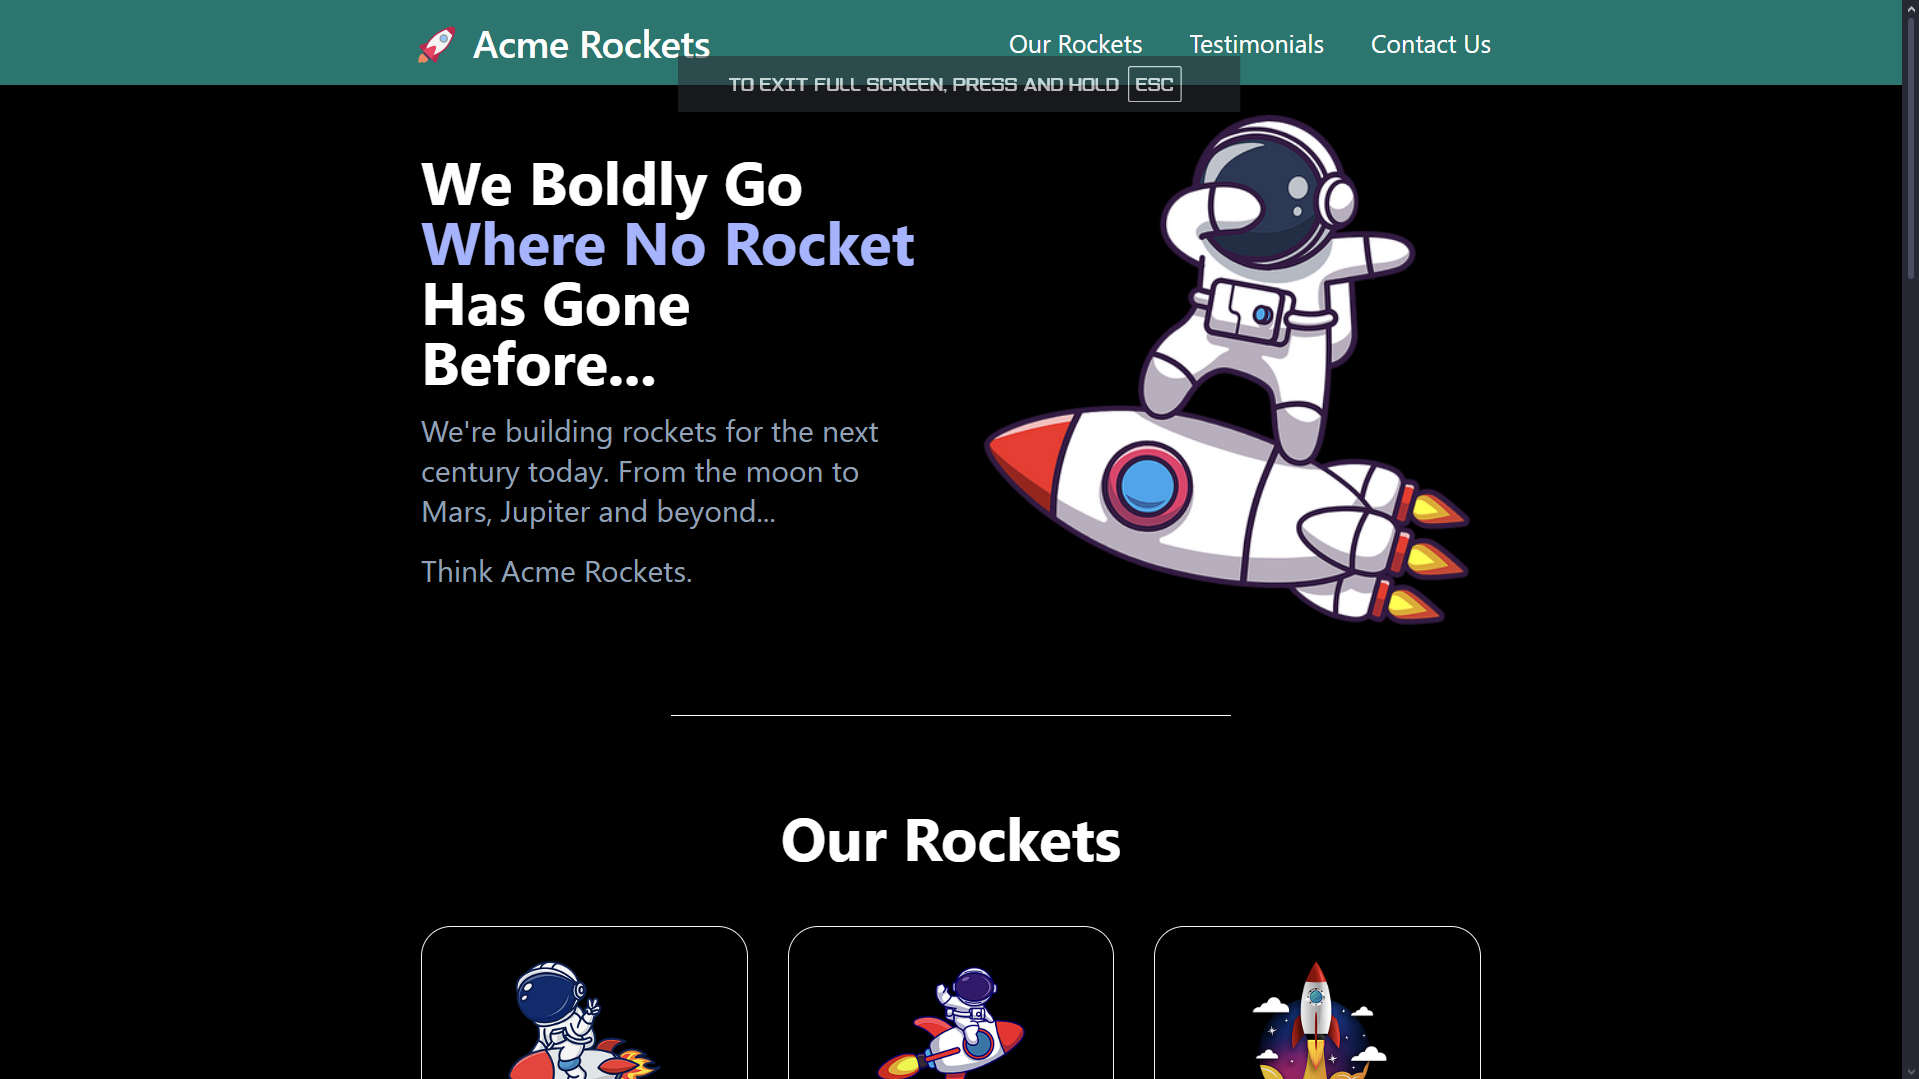 Acme Rockets
Our Rockets
Testimonials
Contact Us
TO EXIT FULL SCREEN, PRESS AND HOLD ESC
We Boldly Go
Where No Rocket
Has Gone
Before...
We're building rockets for the next
century today. From the moon to
Mars, Jupiter and beyond...
Think Acme Rockets.
Our Rockets